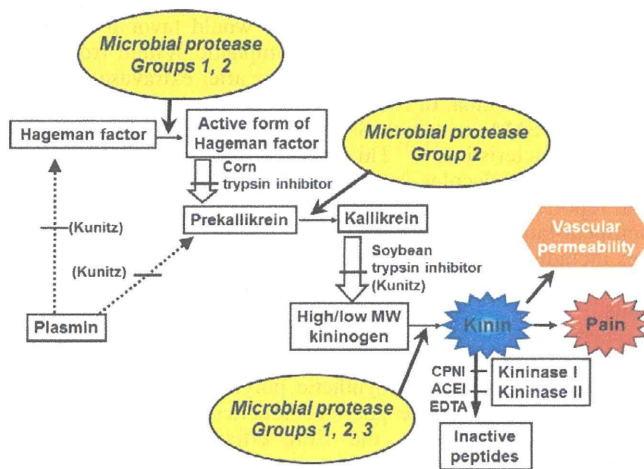 Microbial protease
Groups 1, 2
Hageman factor
Active form of
Hageman factor
Microbial protease
Group 2
Corn
trypsin inhibitor
(Kunitz)
Prekallikrein
Kallikrein
(Kunitz)
Soybean
trypsin inhibitor
(Kunitz)
Vascular
permeability
Plasmin
High/low MW
kininogen
Kinin
Pain
CPNI
ACEI
EDTA
Kininase I
Kininase II
Microbial protease
Groups 1, 2, 3
Inactive
peptides